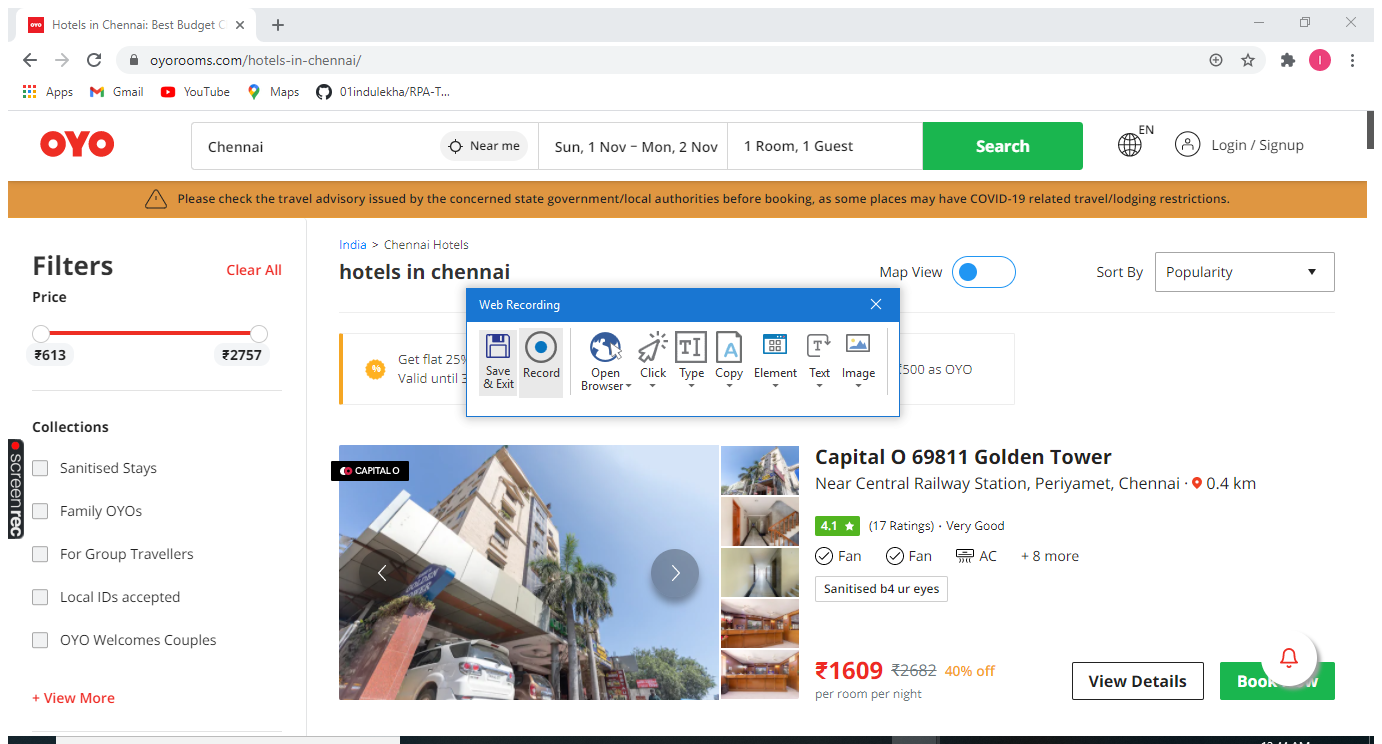 OYO Hotels in Chennai: Best Budget C
oyorooms.com/hotels-in-chennai/
I
Apps Gmail YouTube Maps 01indulekha/RPA-T...
OYO
Chennai Near me Sun, 1 Nov – Mon, 2 Nov 1 Room, 1 Guest Search EN Login / Signup
Please check the travel advisory issued by the concerned state government/local authorities before booking, as some places may have COVID-19 related travel/lodging restrictions.
Filters
Clear All
Price
₹613 ₹2757
Collections
Sanitised Stays
Family OYOs
For Group Travellers
Local IDs accepted
OYO Welcomes Couples
+ View More
screenrec
India > Chennai Hotels
hotels in chennai
Map View
Sort By Popularity
Get flat 25%
Valid until 3
₹500 as OYO
Web Recording
Save & Exit
Record
Open Browser
Click
Type
Copy
Element
Text
Image
CAPITAL O
Capital O 69811 Golden Tower
Near Central Railway Station, Periyamet, Chennai · 0.4 km
4.1 (17 Ratings) · Very Good
Fan Fan AC + 8 more
Sanitised b4 ur eyes
₹1609 ₹2682 40% off
per room per night
View Details
Book